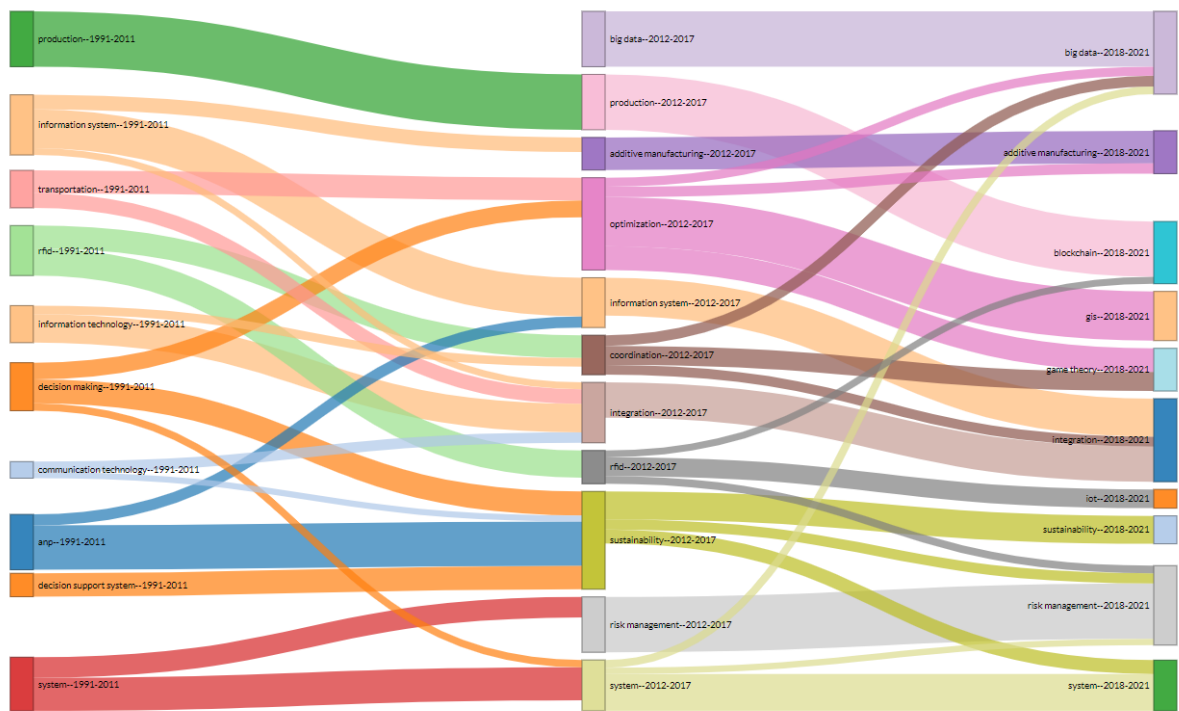 production--1991-2011
information system--1991-2011
transportation--1991-2011
rfid--1991-2011
information technology--1991-2011
decision making--1991-2011
communication technology--1991-2011
anp--1991-2011
decision support system--1991-2011
system--1991-2011
big data--2012-2017
production--2012-2017
additive manufacturing--2012-2017
optimization--2012-2017
information system--2012-2017
coordination--2012-2017
integration--2012-2017
rfid--2012-2017
sustainability--2012-2017
risk management--2012-2017
system--2012-2017
big data--2018-2021
additive manufacturing--2018-2021
blockchain--2018-2021
gis--2018-2021
game theory--2018-2021
integration--2018-2021
iot--2018-2021
sustainability--2018-2021
risk management--2018-2021
system--2018-2021